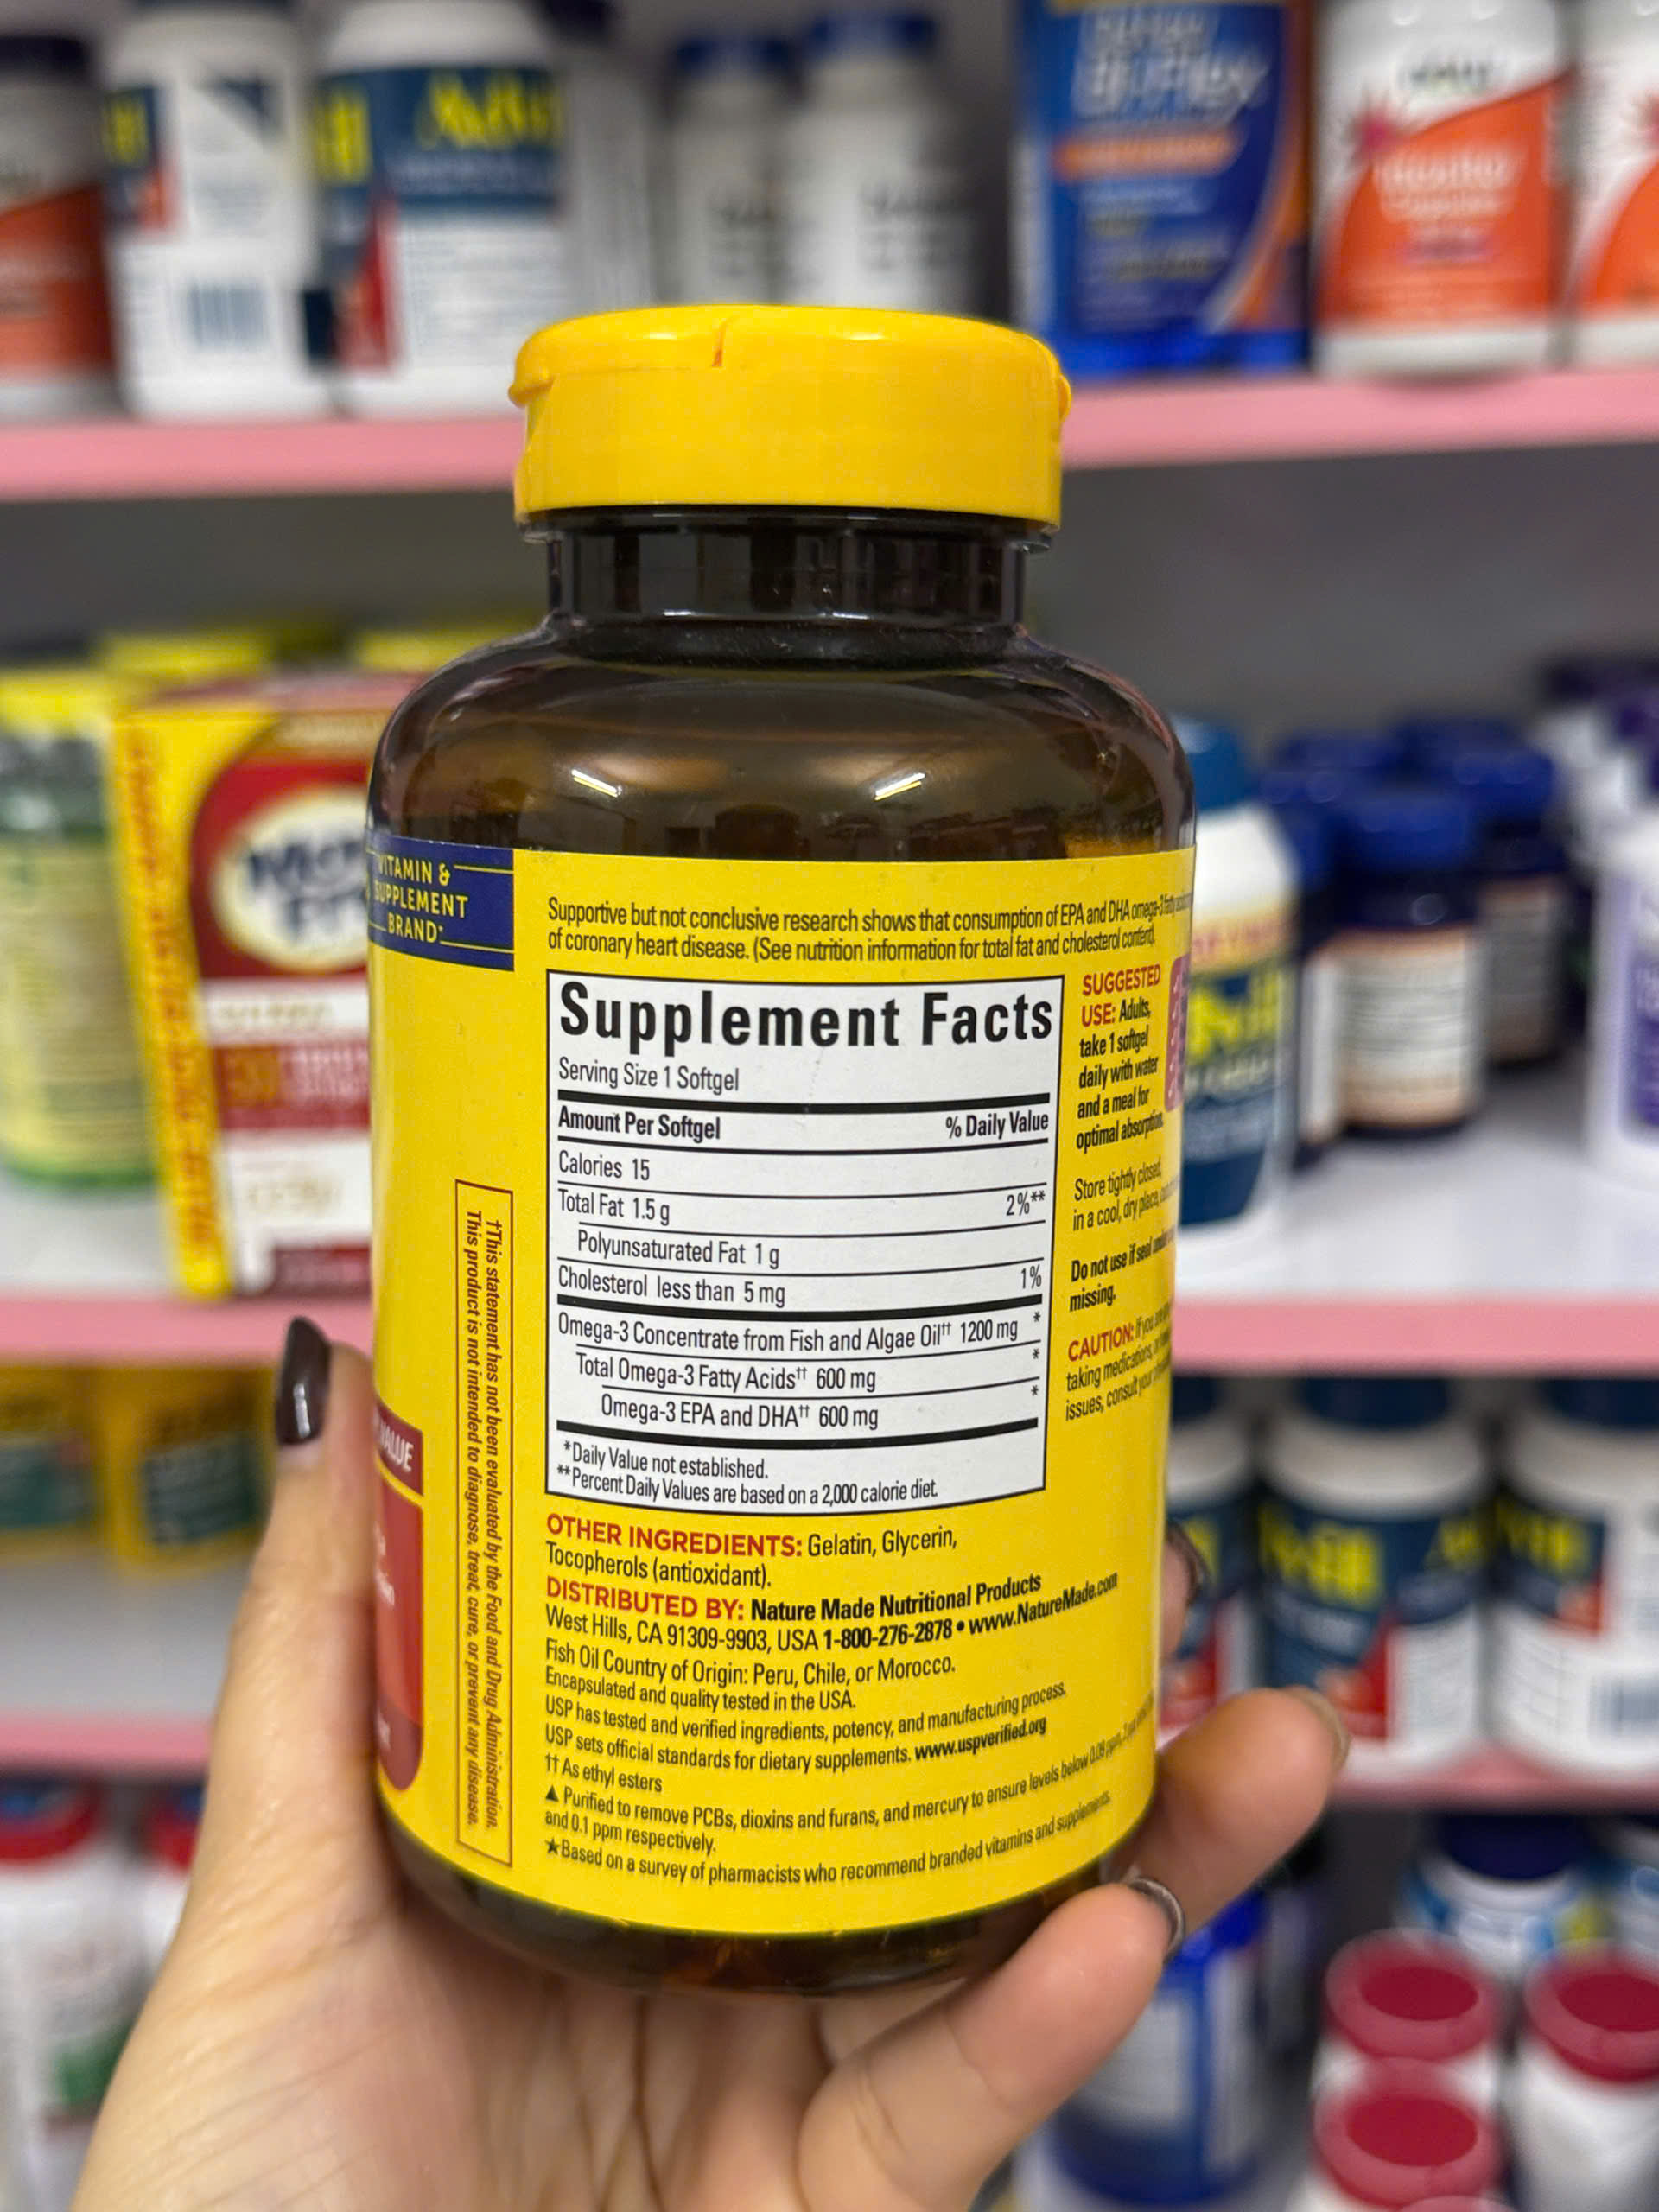 VITAMIN &
SUPPLEMENT
BRAND*
Supportive but not conclusive research shows that consumption of EPA and DHA omega-3 fatty
of coronary heart disease. (See nutrition information for total fat and cholesterol content).
Supplement Facts
Serving Size 1 Softgel
Amount Per Softgel % Daily Value
Calories 15
Total Fat 1.5 g 2%**
Polyunsaturated Fat 1 g
Cholesterol less than 5 mg 1%
Omega-3 Concentrate from Fish and Algae Oil†† 1200 mg *
Total Omega-3 Fatty Acids†† 600 mg *
Omega-3 EPA and DHA†† 600 mg *
*Daily Value not established.
**Percent Daily Values are based on a 2,000 calorie diet.
SUGGESTED
USE: Adults,
take 1 softgel
daily with water
and a meal for
optimal absorption.
Store tightly closed,
in a cool, dry place,
Do not use if seal
missing.
CAUTION: If you
taking medications,
issues, consult your
OTHER INGREDIENTS: Gelatin, Glycerin,
Tocopherols (antioxidant).
DISTRIBUTED BY: Nature Made Nutritional Products
West Hills, CA 91309-9903, USA 1-800-276-2878 • www.NatureMade.com
Fish Oil Country of Origin: Peru, Chile, or Morocco.
Encapsulated and quality tested in the USA.
USP has tested and verified ingredients, potency, and manufacturing process.
USP sets official standards for dietary supplements. www.uspverified.org
†† As ethyl esters
▲ Purified to remove PCBs, dioxins and furans, and mercury to ensure levels below 0.09 ppm,
and 0.1 ppm respectively.
★Based on a survey of pharmacists who recommend branded vitamins and supplements.
†This statement has not been evaluated by the Food and Drug Administration.
This product is not intended to diagnose, treat, cure, or prevent any disease.
VALUE
Advil
Bi-Flex